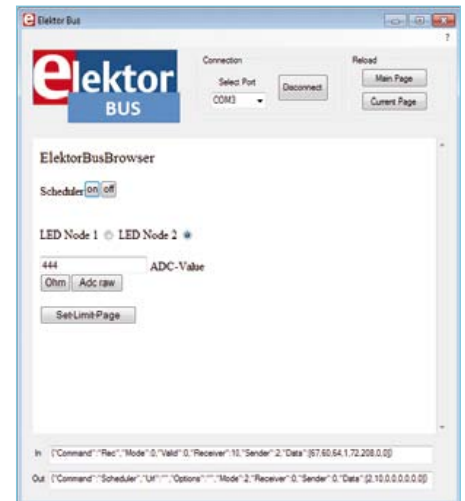 Elektor Bus
?
elektor
BUS
Connection
Select Port
COM3
Disconnect
Reload
Main Page
Current Page
ElektorBusBrowser
Scheduler on off
LED Node 1 LED Node 2
444 ADC-Value
Ohm Adc raw
Set-Limit-Page
In {"Command":"Rec","Mode":0,"Valid":0,"Receiver":10,"Sender":2,"Data":[67,60,64,1,72,208,0,0]}
Out {"Command":"Scheduler","Url":"","Options":"","Mode":2,"Receiver":0,"Sender":0,"Data":[2,10,0,0,0,0,0,0]}